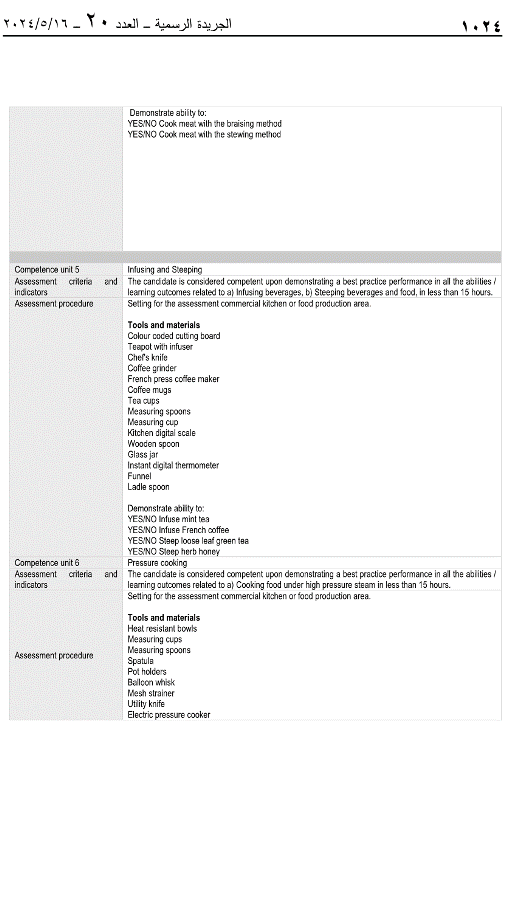 ١٠٢٤
الجريدة الرسمية – العدد ٢٠ – ٢٠٢٤/٥/١٦
Demonstrate ability to:
YES/NO Cook meat with the braising method
YES/NO Cook meat with the stewing method
Competence unit 5
Infusing and Steeping
Assessment criteria and
indicators
The candidate is considered competent upon demonstrating a best practice performance in all the abilities /
learning outcomes related to a) Infusing beverages, b) Steeping beverages and food, in less than 15 hours.
Assessment procedure
Setting for the assessment commercial kitchen or food production area.
Tools and materials
Colour coded cutting board
Teapot with infuser
Chef's knife
Coffee grinder
French press coffee maker
Coffee mugs
Tea cups
Measuring spoons
Measuring cup
Kitchen digital scale
Wooden spoon
Glass jar
Instant digital thermometer
Funnel
Ladle spoon
Demonstrate ability to:
YES/NO Infuse mint tea
YES/NO Infuse French coffee
YES/NO Steep loose leaf green tea
YES/NO Steep herb honey
Competence unit 6
Pressure cooking
Assessment criteria and
indicators
The candidate is considered competent upon demonstrating a best practice performance in all the abilities /
learning outcomes related to a) Cooking food under high pressure steam in less than 15 hours.
Assessment procedure
Setting for the assessment commercial kitchen or food production area.
Tools and materials
Heat resistant bowls
Measuring cups
Measuring spoons
Spatula
Pot holders
Balloon whisk
Mesh strainer
Utility knife
Electric pressure cooker